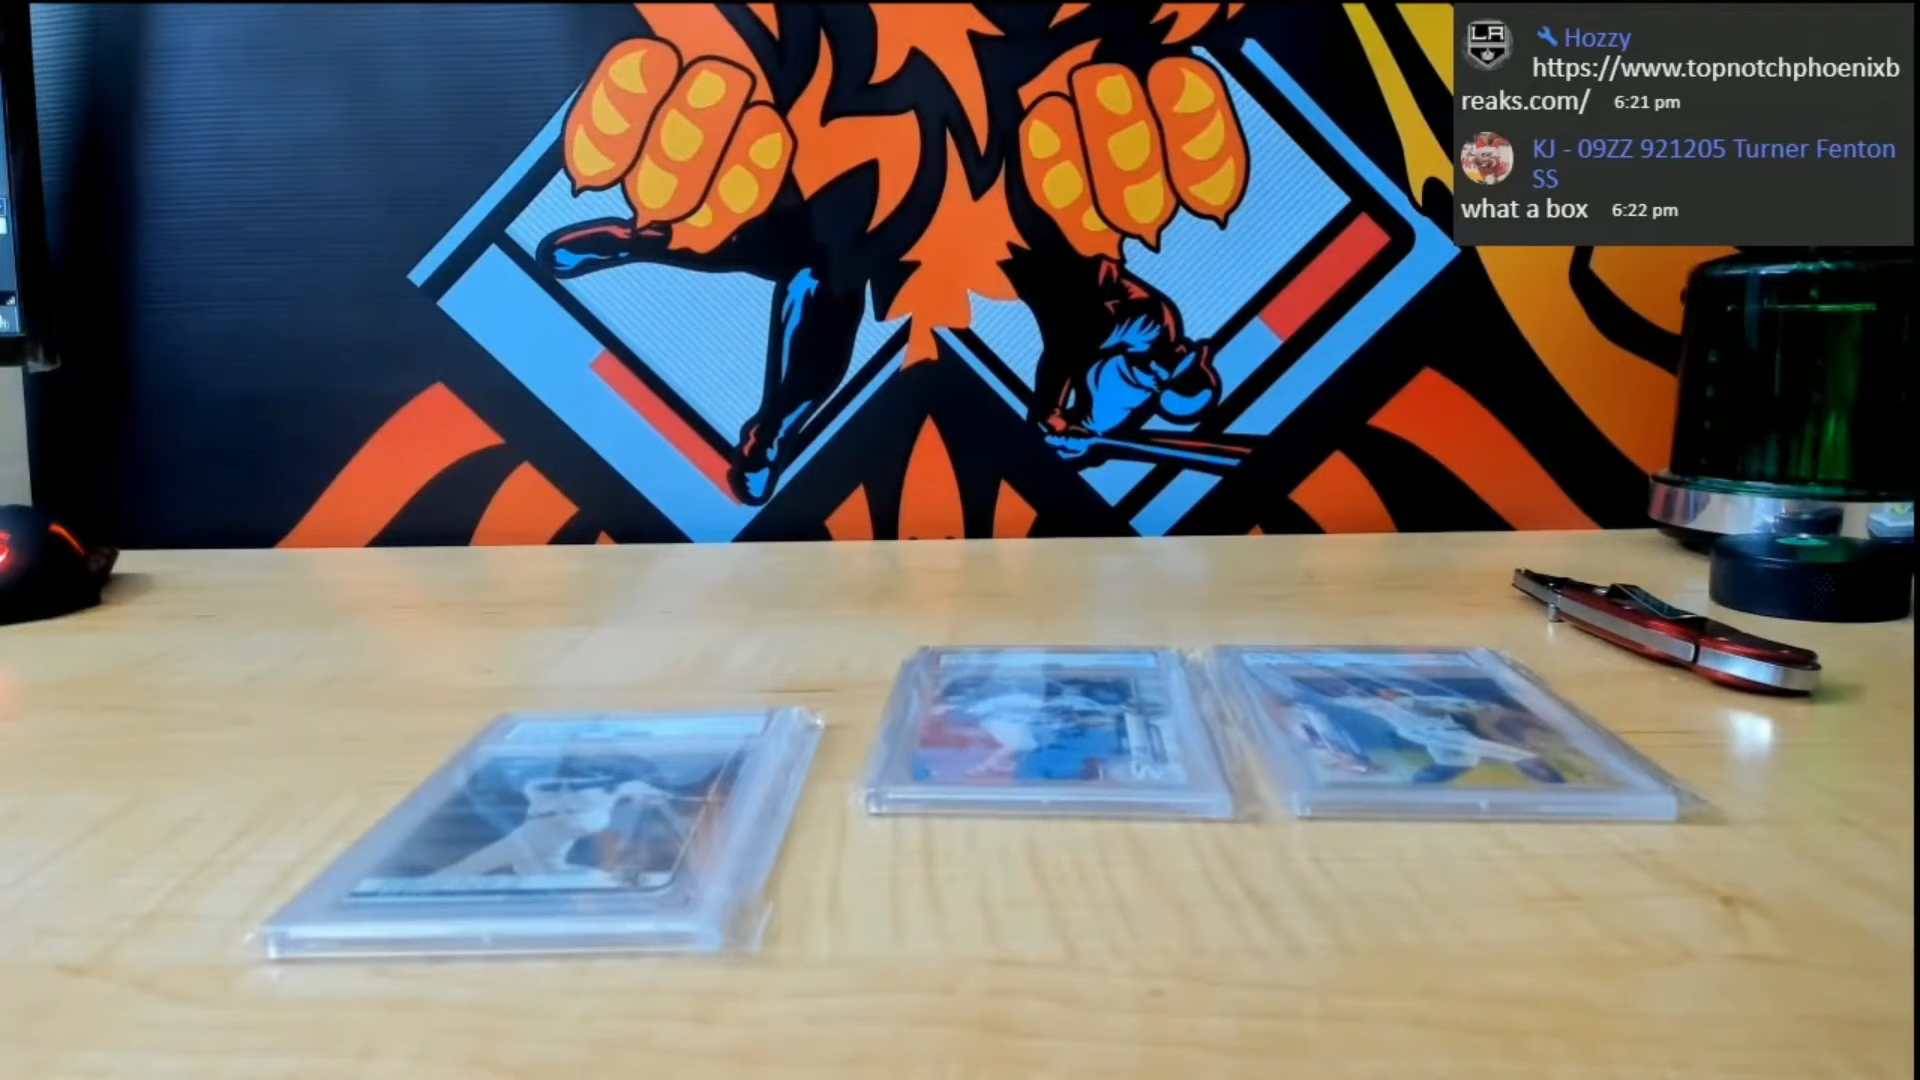 LA
Hozzy
https://www.topnotchphoenixb
reaks.com/ 6:21 pm
KJ - 09ZZ 921205 Turner Fenton
SS
what a box 6:22 pm